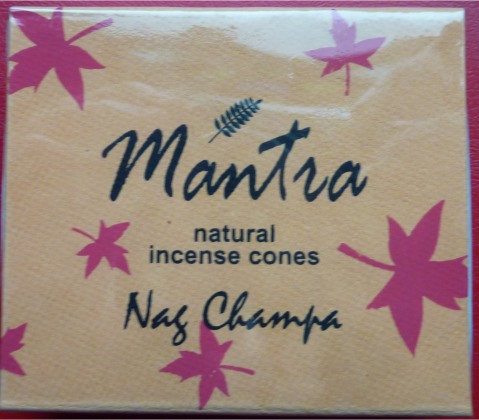 Mantra
natural
incense cones
Nag Champa